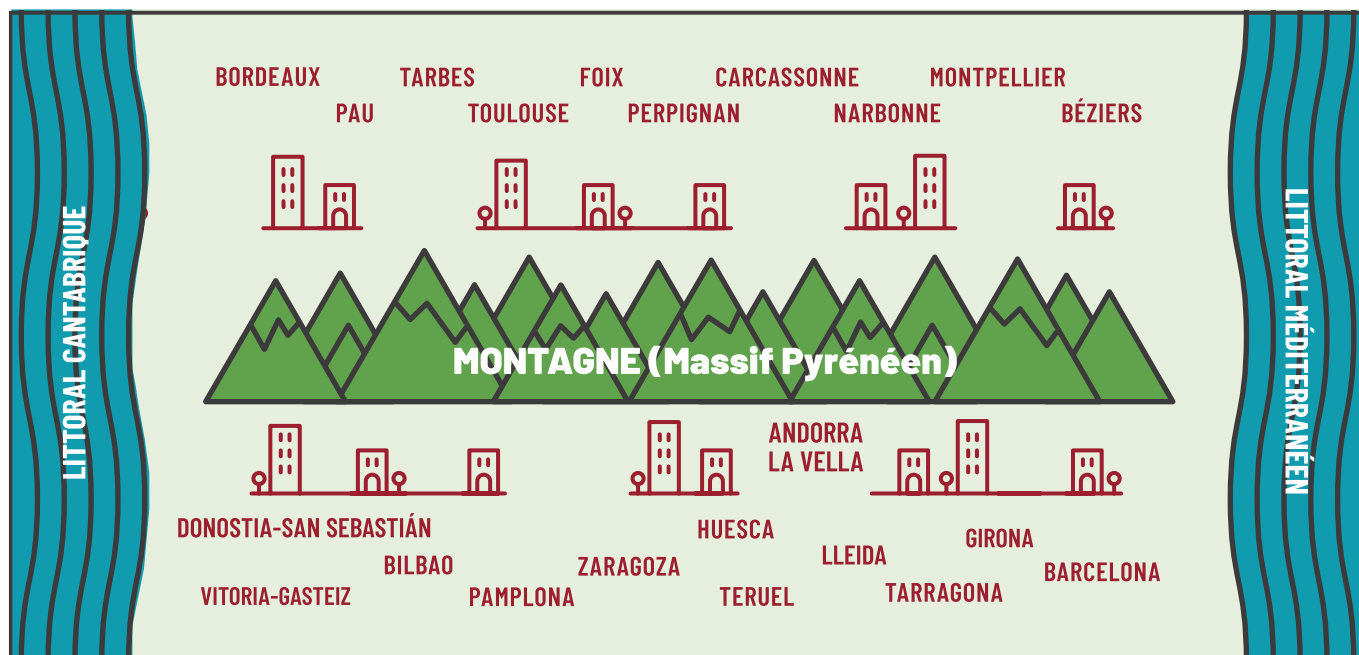 BORDEAUX TARBES FOIX CARCASSONNE MONTPELLIER
PAU TOULOUSE PERPIGNAN NARBONNE BÉZIERS
LITTORAL CANTABRIQUE
LITTORAL MÉDITERRANÉEN
MONTAGNE (Massif Pyrénéen)
ANDORRA
LA VELLA
DONOSTIA-SAN SEBASTIÁN HUESCA GIRONA
BILBAO ZARAGOZA LLEIDA BARCELONA
VITORIA-GASTEIZ PAMPLONA TERUEL TARRAGONA